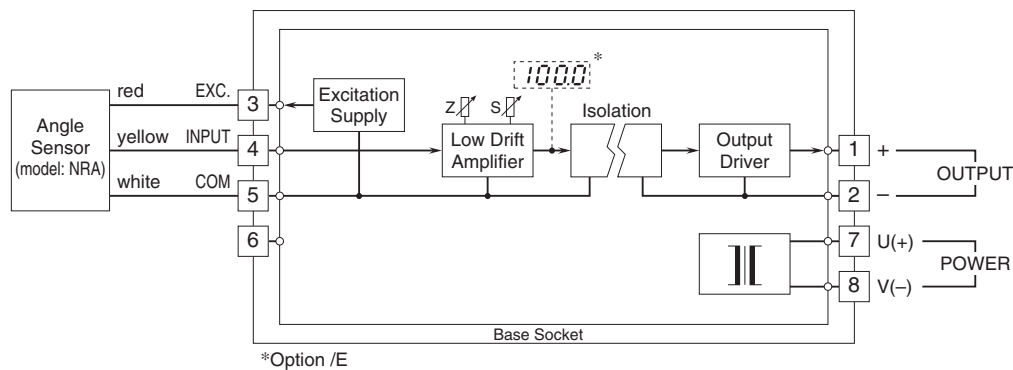 100.0 *
red EXC. 3 Excitation Supply
Isolation
Z S
Angle Sensor (model: NRA)
yellow INPUT 4 Low Drift Amplifier Output Driver 1 +
OUTPUT
white COM 5 2 –
6 7 U(+)
POWER
8 V(–)
Base Socket
*Option /E